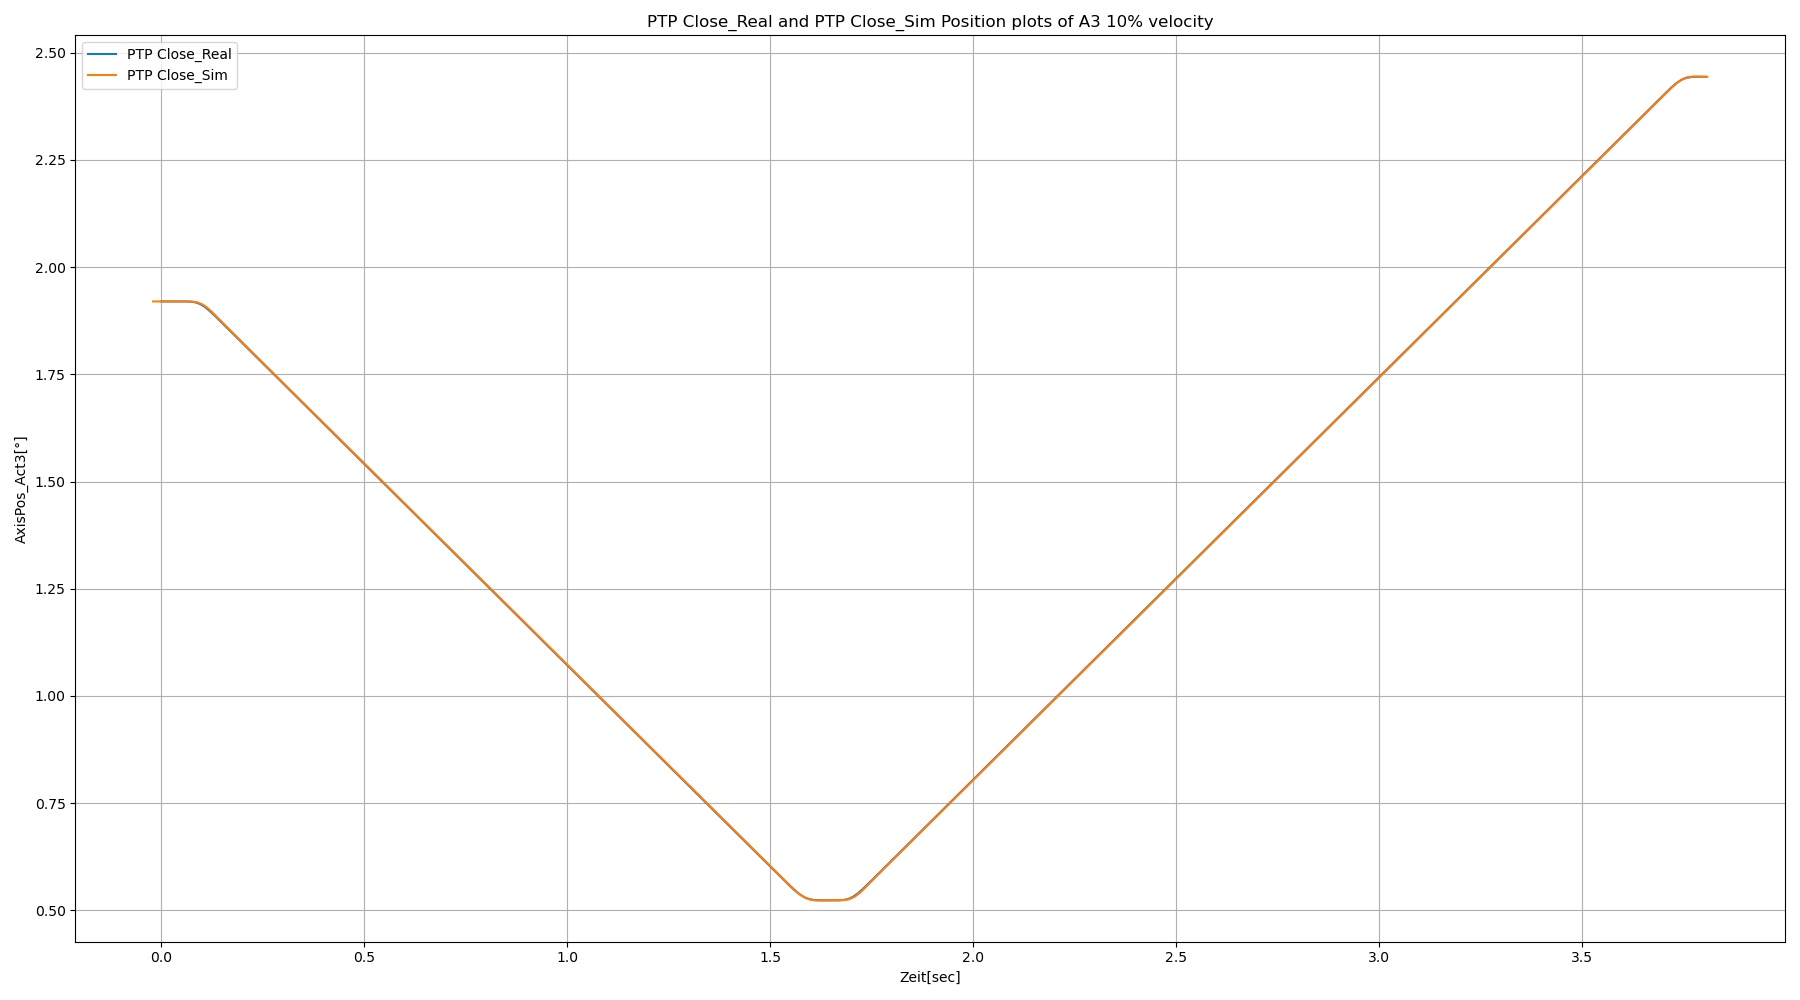 PTP Close_Real and PTP Close_Sim Position plots of A3 10% velocity
PTP Close_Real
PTP Close_Sim
AxisPos_Act3[°]
2.50
2.25
2.00
1.75
1.50
1.25
1.00
0.75
0.50
0.0 0.5 1.0 1.5 2.0 2.5 3.0 3.5
Zeit[sec]